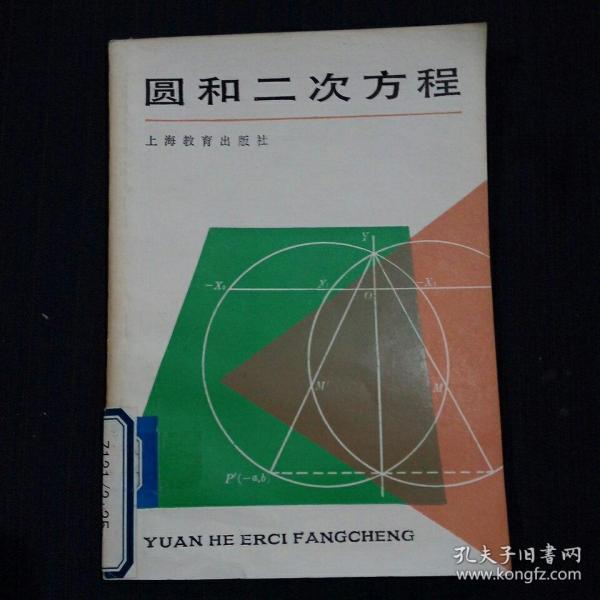 圆和二次方程
上海教育出版社
Y
-X₂ X₁ O -X₁
M' M
P'(-a,b)
YUAN HE ERCI FANGCHENG
孔夫子旧书网
www.kongfz.com